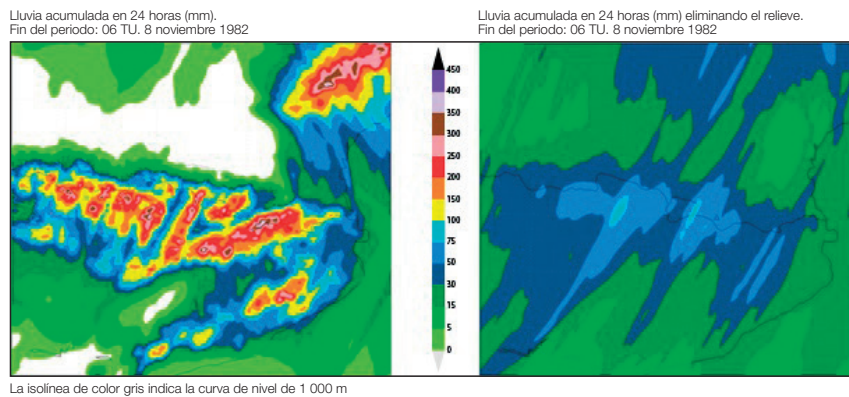 Lluvia acumulada en 24 horas (mm).
Fin del periodo: 06 TU. 8 noviembre 1982
Lluvia acumulada en 24 horas (mm) eliminando el relieve.
Fin del periodo: 06 TU. 8 noviembre 1982
450
400
350
300
250
200
150
100
75
50
30
15
5
0
La isolínea de color gris indica la curva de nivel de 1 000 m